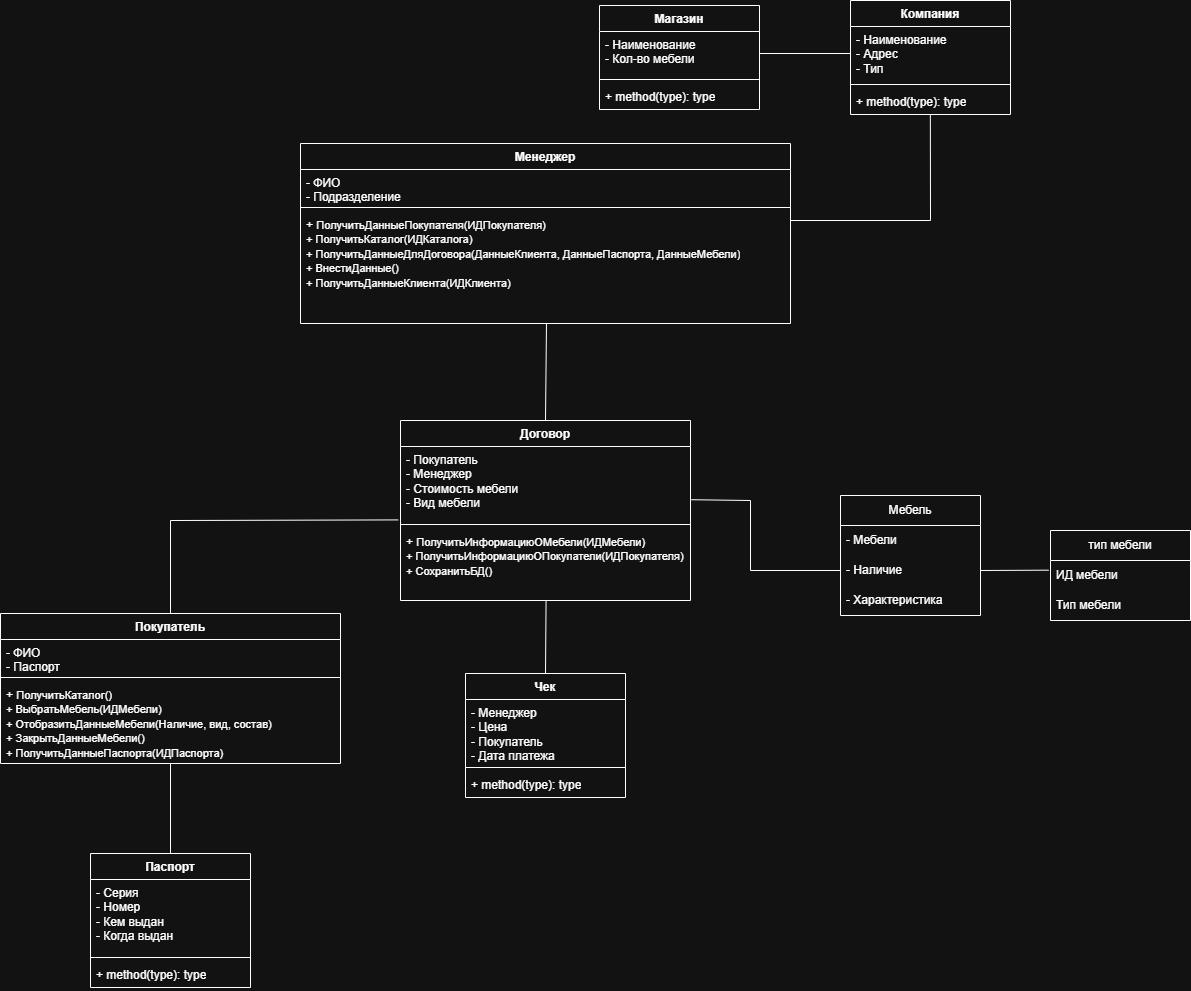 Магазин
- Наименование
- Кол-во мебели
+ method(type): type
Компания
- Наименование
- Адрес
- Тип
+ method(type): type
Менеджер
- ФИО
- Подразделение
+ ПолучитьДанныеПокупателя(ИДПокупателя)
+ ПолучитьКаталог(ИДКаталога)
+ ПолучитьДанныеДляДоговора(ДанныеКлиента, ДанныеПаспорта, ДанныеМебели)
+ ВнестиДанные()
+ ПолучитьДанныеКлиента(ИДКлиента)
Договор
- Покупатель
- Менеджер
- Стоимость мебели
- Вид мебели
+ ПолучитьИнформациюОМебели(ИДМебели)
+ ПолучитьИнформациюОПокупатели(ИДПокупателя)
+ СохранитьБД()
Мебель
- Мебели
- Наличие
- Характеристика
тип мебели
ИД мебели
Тип мебели
Покупатель
- ФИО
- Паспорт
+ ПолучитьКаталог()
+ ВыбратьМебель(ИДМебели)
+ ОтобразитьДанныеМебели(Наличие, вид, состав)
+ ЗакрытьДанныеМебели()
+ ПолучитьДанныеПаспорта(ИДПаспорта)
Чек
- Менеджер
- Цена
- Покупатель
- Дата платежа
+ method(type): type
Паспорт
- Серия
- Номер
- Кем выдан
- Когда выдан
+ method(type): type